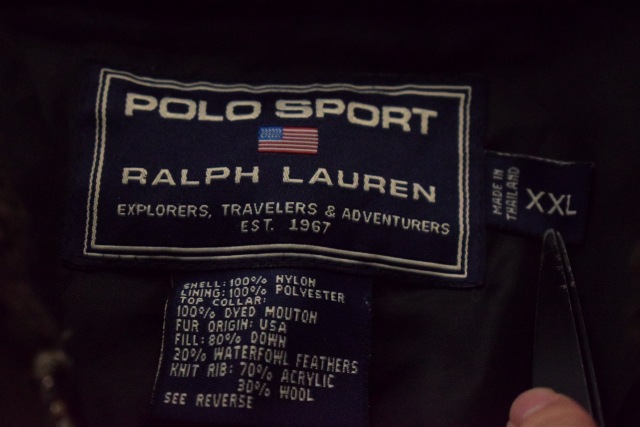 POLO SPORT
RALPH LAUREN
EXPLORERS, TRAVELERS & ADVENTURERS
EST. 1967
MADE IN
THAILAND
XXL
SHELL: 100% NYLON
LINING: 100% POLYESTER
TOP COLLAR:
100% DYED MOUTON
FUR ORIGIN: USA
FILL: 80% DOWN
20% WATERFOWL FEATHERS
KNIT RIB: 70% ACRYLIC
30% WOOL
SEE REVERSE